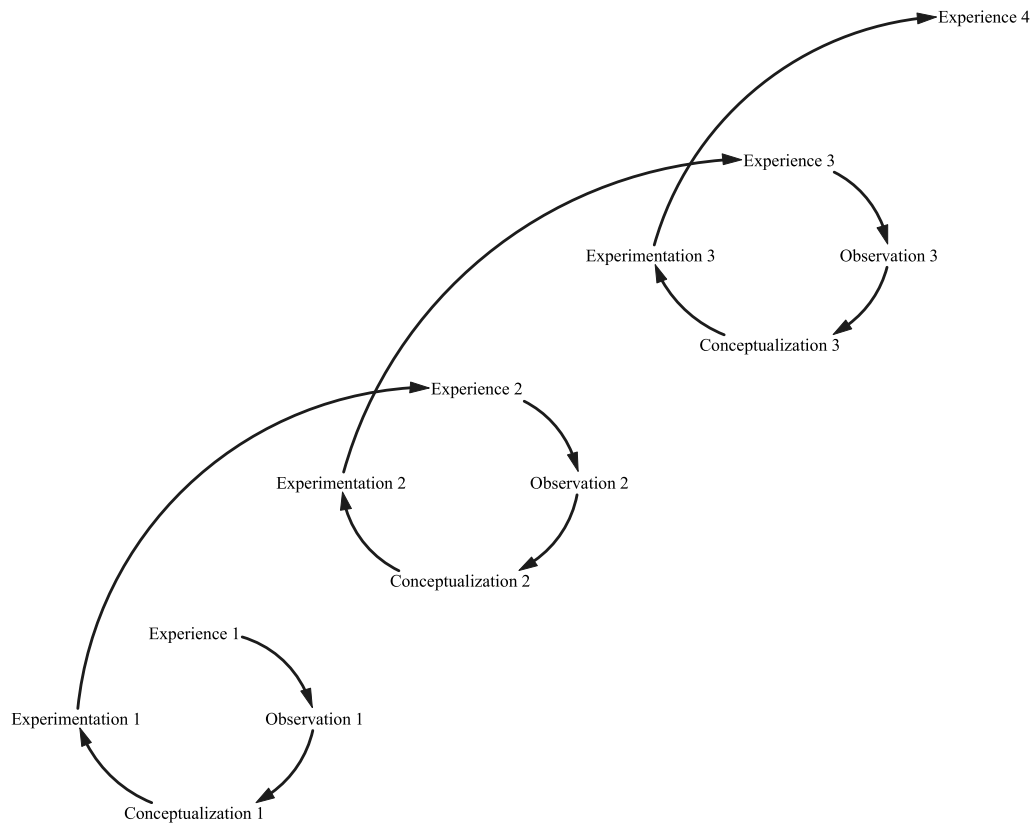 Experience 4
Experience 3
Experimentation 3
Observation 3
Conceptualization 3
Experience 2
Experimentation 2
Observation 2
Conceptualization 2
Experience 1
Experimentation 1
Observation 1
Conceptualization 1